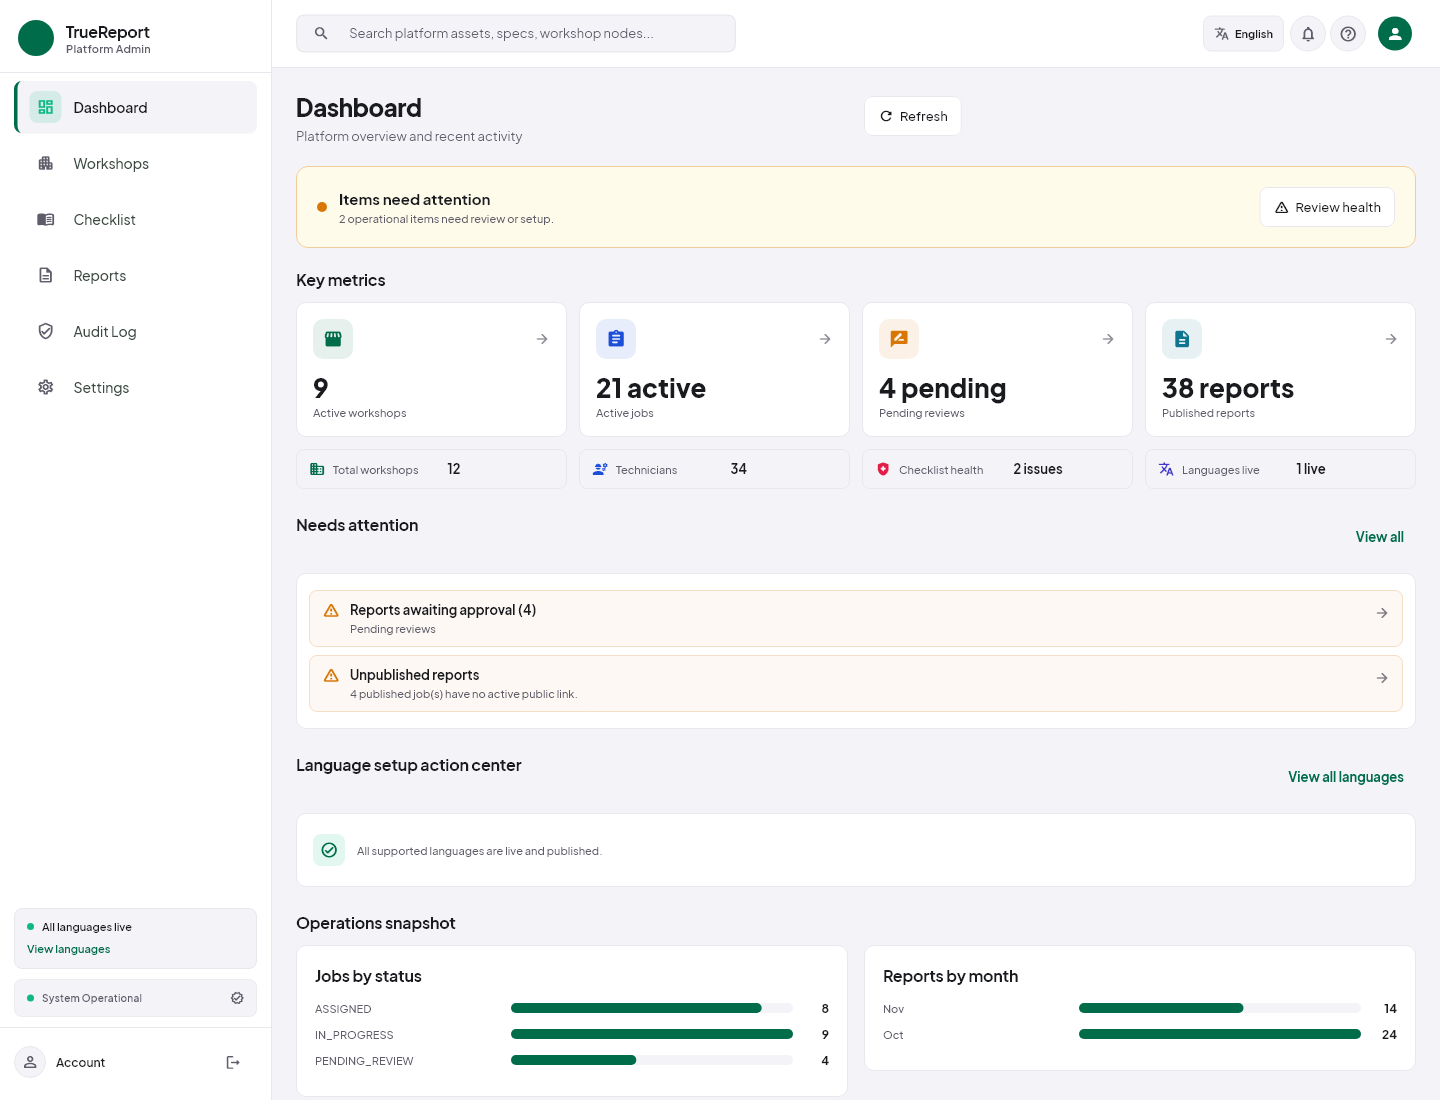 TrueReport
Platform Admin
Dashboard
Workshops
Checklist
Reports
Audit Log
Settings
All languages live
View languages
System Operational
Account
Search platform assets, specs, workshop nodes...
English
Dashboard
Platform overview and recent activity
Refresh
Items need attention
2 operational items need review or setup.
Review health
Key metrics
9
Active workshops
21 active
Active jobs
4 pending
Pending reviews
38 reports
Published reports
Total workshops 12
Technicians 34
Checklist health 2 issues
Languages live 1 live
Needs attention
View all
Reports awaiting approval (4)
Pending reviews
Unpublished reports
4 published job(s) have no active public link.
Language setup action center
View all languages
All supported languages are live and published.
Operations snapshot
Jobs by status
ASSIGNED 8
IN_PROGRESS 9
PENDING_REVIEW 4
Reports by month
Nov 14
Oct 24